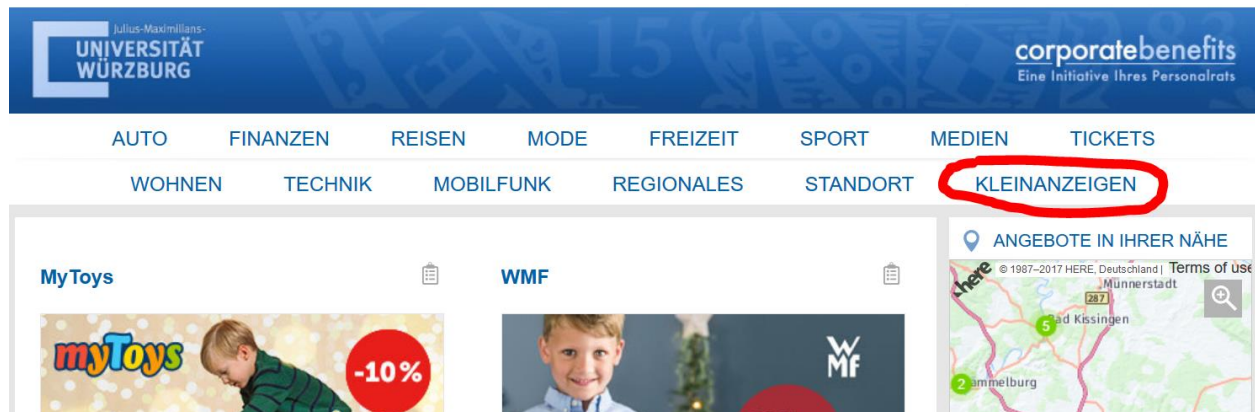 Julius-Maximilians-
UNIVERSITÄT
WÜRZBURG
corporatebenefits
Eine Initiative Ihres Personalrats
AUTO FINANZEN REISEN MODE FREIZEIT SPORT MEDIEN TICKETS
WOHNEN TECHNIK MOBILFUNK REGIONALES STANDORT KLEINANZEIGEN
MyToys
WMF
ANGEBOTE IN IHRER NÄHE
here
© 1987–2017 HERE, Deutschland | Terms of use
Münnerstadt
287
5 Bad Kissingen
2 ammelburg
myToys
-10%
WMF